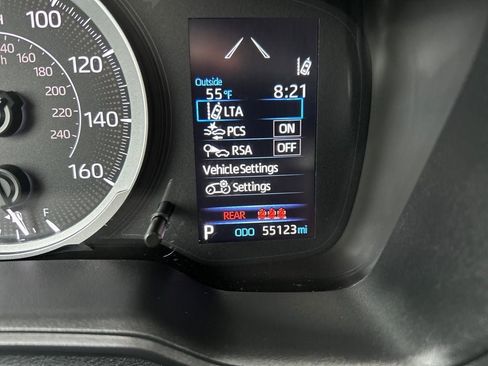 H
100
140
h
160
120
180
200
220
140
240
160
F
Outside
55°F 8:21
LTA
PCS ON
RSA OFF
Vehicle Settings
Settings
REAR
P ODO 55123 mi